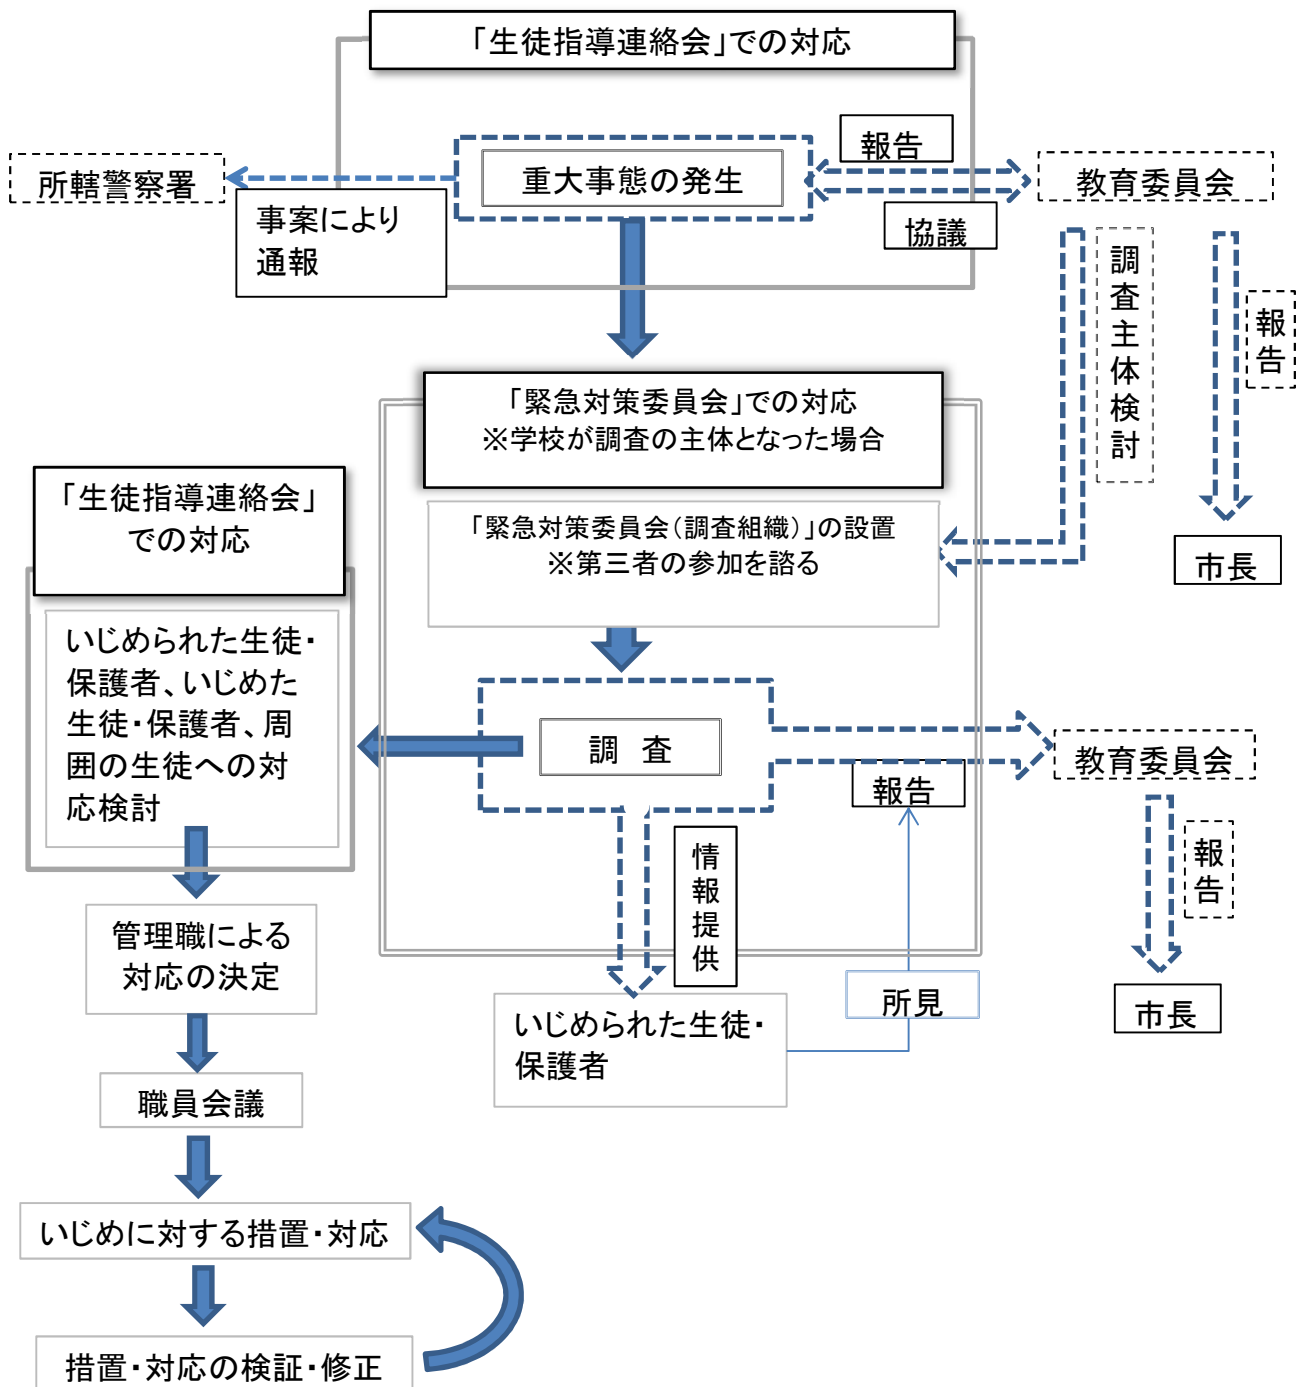 「生徒指導連絡会」での対応
報告
重大事態の発生
所轄警察署
教育委員会
事案により
通報
協議
調査主体検討
報告
「緊急対策委員会」での対応
※学校が調査の主体となった場合
「生徒指導連絡会」
での対応
「緊急対策委員会(調査組織)」の設置
※第三者の参加を諮る
市長
いじめられた生徒・
保護者、いじめた
生徒・保護者、周
囲の生徒への対
応検討
調 査
教育委員会
報告
情報提供
報告
管理職による
対応の決定
所見
市長
いじめられた生徒・
保護者
職員会議
いじめに対する措置・対応
措置・対応の検証・修正